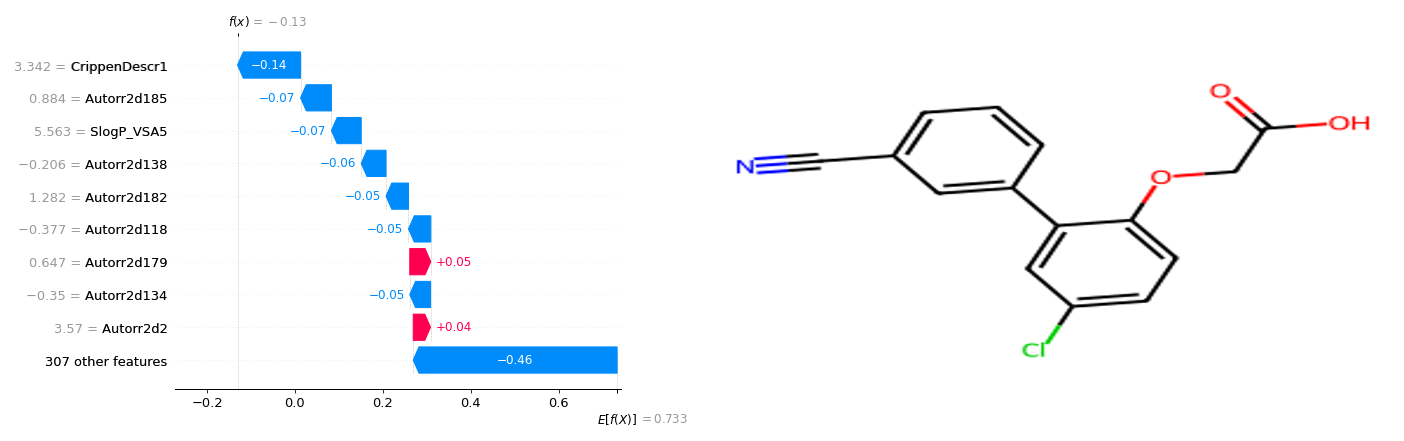 f(x) = −0.13
3.342 = CrippenDescr1
−0.14
0.884 = Autorr2d185
−0.07
5.563 = SlogP_VSA5
−0.07
−0.206 = Autorr2d138
−0.06
1.282 = Autorr2d182
−0.05
−0.377 = Autorr2d118
−0.05
0.647 = Autorr2d179
+0.05
−0.35 = Autorr2d134
−0.05
3.57 = Autorr2d2
+0.04
307 other features
−0.46
−0.2 0.0 0.2 0.4 0.6
E[f(X)] = 0.733
N
O
OH
O
Cl